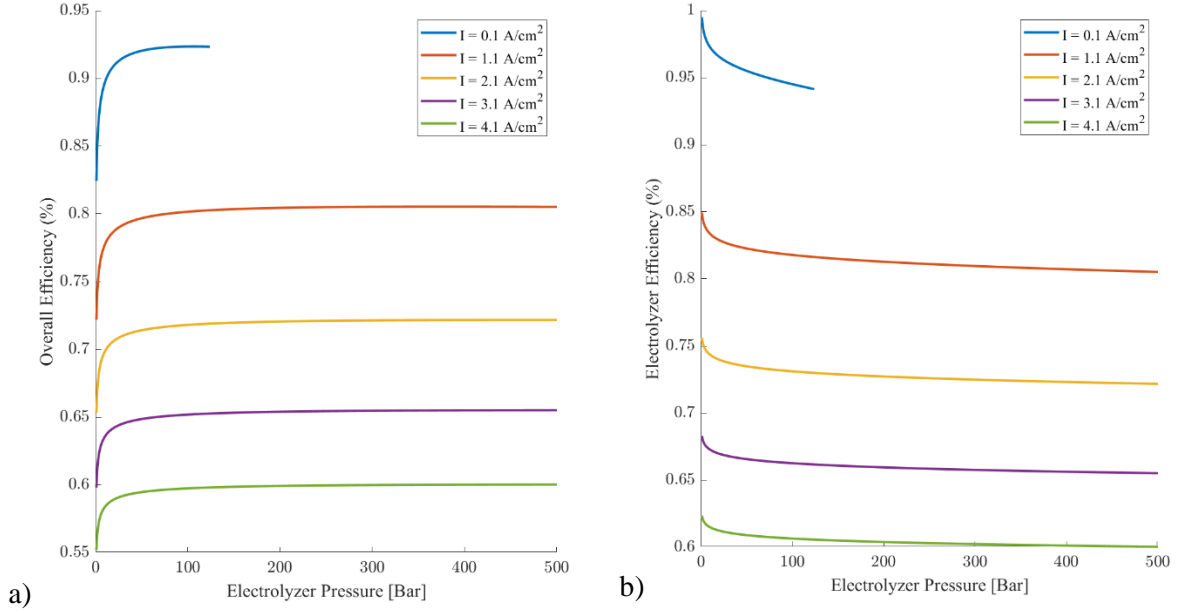 0.95
0.9
0.85
0.8
0.75
0.7
0.65
0.6
0.55
Overall Efficiency (%)
I = 0.1 A/cm²
I = 1.1 A/cm²
I = 2.1 A/cm²
I = 3.1 A/cm²
I = 4.1 A/cm²
0 100 200 300 400 500
Electrolyzer Pressure [Bar]
a)
1
0.95
0.9
0.85
0.8
0.75
0.7
0.65
0.6
Electrolyzer Efficiency (%)
I = 0.1 A/cm²
I = 1.1 A/cm²
I = 2.1 A/cm²
I = 3.1 A/cm²
I = 4.1 A/cm²
0 100 200 300 400 500
Electrolyzer Pressure [Bar]
b)